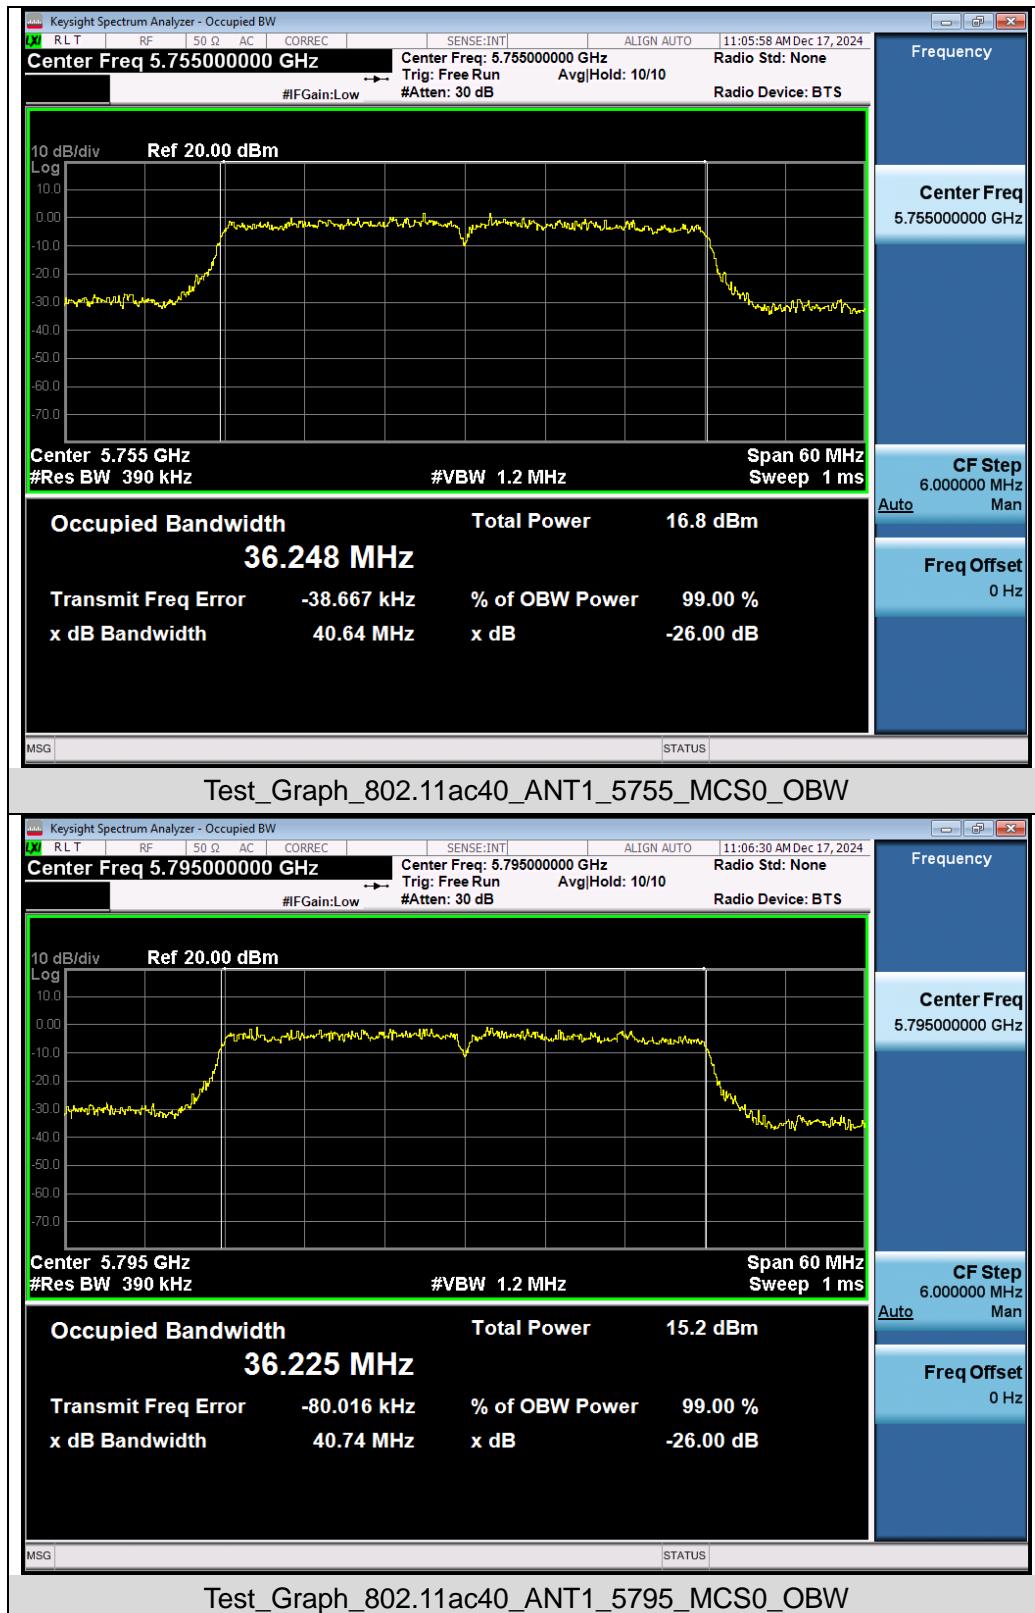 Keysight Spectrum Analyzer - Occupied BW
LXI RLT RF 50 Ω AC CORREC SENSE:INT ALIGN AUTO 11:05:58 AM Dec 17, 2024
Center Freq 5.755000000 GHz
Center Freq: 5.755000000 GHz Radio Std: None
Trig: Free Run Avg|Hold: 10/10
#IFGain:Low #Atten: 30 dB Radio Device: BTS
Frequency
10 dB/div Ref 20.00 dBm
Log
10.0
0.00
-10.0
-20.0
-30.0
-40.0
-50.0
-60.0
-70.0
Center 5.755 GHz Span 60 MHz
#Res BW 390 kHz #VBW 1.2 MHz Sweep 1 ms
Center Freq
5.755000000 GHz
CF Step
6.000000 MHz
Auto Man
Freq Offset
0 Hz
Occupied Bandwidth Total Power 16.8 dBm
36.248 MHz
Transmit Freq Error -38.667 kHz % of OBW Power 99.00 %
x dB Bandwidth 40.64 MHz x dB -26.00 dB
MSG STATUS
Test_Graph_802.11ac40_ANT1_5755_MCS0_OBW
Keysight Spectrum Analyzer - Occupied BW
LXI RLT RF 50 Ω AC CORREC SENSE:INT ALIGN AUTO 11:06:30 AM Dec 17, 2024
Center Freq 5.795000000 GHz
Center Freq: 5.795000000 GHz Radio Std: None
Trig: Free Run Avg|Hold: 10/10
#IFGain:Low #Atten: 30 dB Radio Device: BTS
Frequency
10 dB/div Ref 20.00 dBm
Log
10.0
0.00
-10.0
-20.0
-30.0
-40.0
-50.0
-60.0
-70.0
Center 5.795 GHz Span 60 MHz
#Res BW 390 kHz #VBW 1.2 MHz Sweep 1 ms
Center Freq
5.795000000 GHz
CF Step
6.000000 MHz
Auto Man
Freq Offset
0 Hz
Occupied Bandwidth Total Power 15.2 dBm
36.225 MHz
Transmit Freq Error -80.016 kHz % of OBW Power 99.00 %
x dB Bandwidth 40.74 MHz x dB -26.00 dB
MSG STATUS
Test_Graph_802.11ac40_ANT1_5795_MCS0_OBW